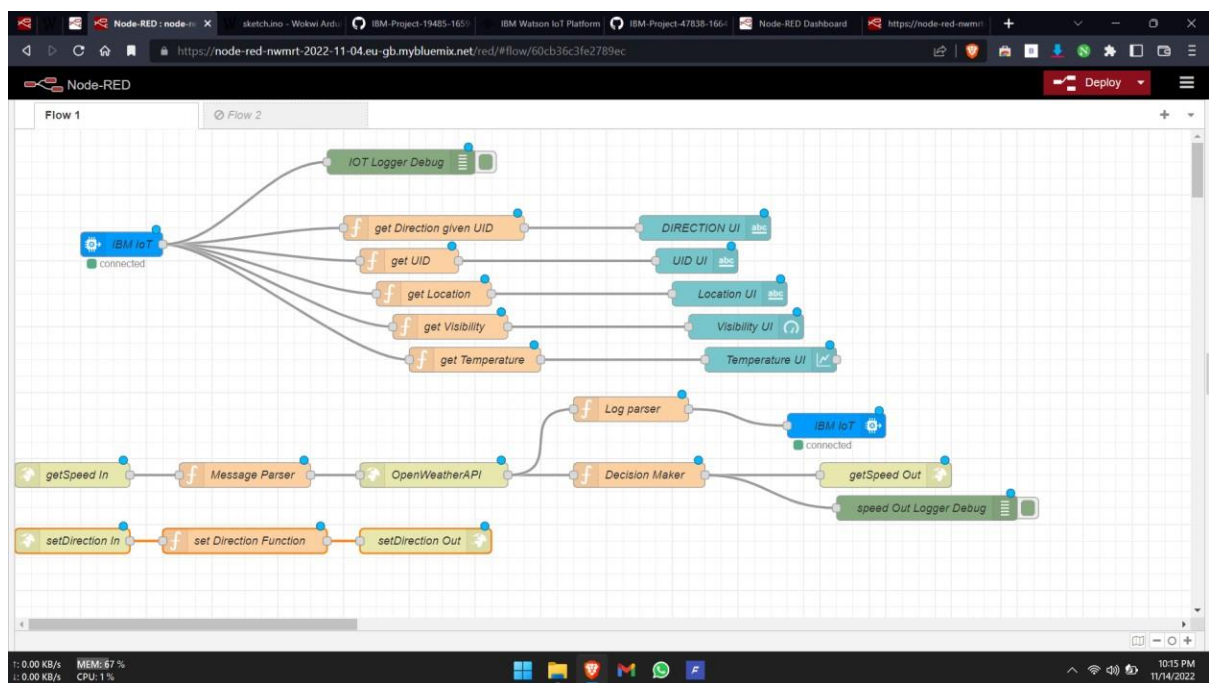 Node-RED : node-re
sketch.ino - Wokwi Ardu
IBM-Project-19485-1659
IBM Watson IoT Platform
IBM-Project-47838-1664
Node-RED Dashboard
https://node-red-nwmrt
https://node-red-nwmrt-2022-11-04.eu-gb.mybluemix.net/red/#flow/60cb36c3fe2789ec
Node-RED
Deploy
Flow 1
Flow 2
IOT Logger Debug
get Direction given UID
DIRECTION UI
abc
IBM IoT
connected
get UID
UID UI
abc
get Location
Location UI
abc
get Visibility
Visibility UI
get Temperature
Temperature UI
Log parser
IBM IoT
connected
getSpeed In
Message Parser
OpenWeatherAPI
Decision Maker
getSpeed Out
speed Out Logger Debug
setDirection In
set Direction Function
setDirection Out
↑: 0.00 KB/s MEM: 67 %
↓: 0.00 KB/s CPU: 1 %
10:15 PM
11/14/2022